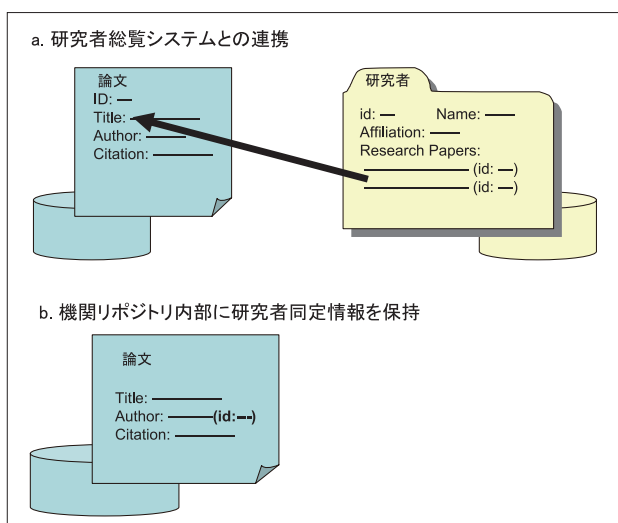 a. 研究者総覧システムとの連携
論文
ID:
Title:
Author:
Citation:
研究者
id: Name:
Affiliation:
Research Papers:
(id: )
(id: )
b. 機関リポジトリ内部に研究者同定情報を保持
論文
Title:
Author: (id:--)
Citation: